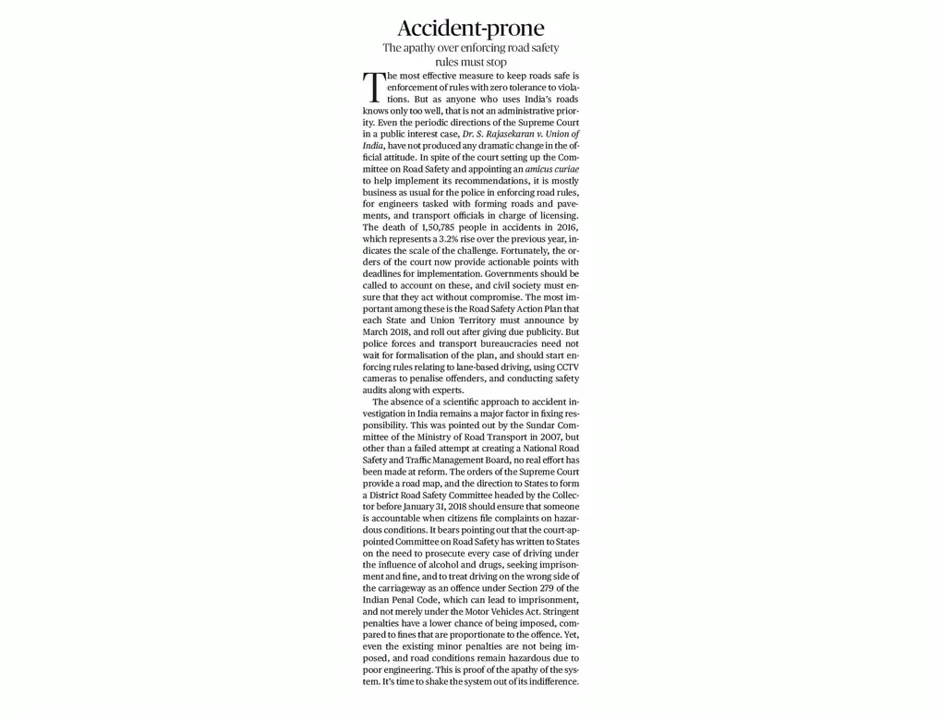 Accident-prone
The apathy over enforcing road safety
rules must stop
The most effective measure to keep roads safe is
enforcement of rules with zero tolerance to viola-
tions. But as anyone who uses India's roads
knows only too well, that is not an administrative prior-
ity. Even the periodic directions of the Supreme Court
in a public interest case, Dr. S. Rajasekaran v. Union of
India, have not produced any dramatic change in the of-
ficial attitude. In spite of the court setting up the Com-
mittee on Road Safety and appointing an amicus curiae
to help implement its recommendations, it is mostly
business as usual for the police in enforcing road rules,
for engineers tasked with forming roads and pave-
ments, and transport officials in charge of licensing.
The death of 1,50,785 people in accidents in 2016,
which represents a 3.2% rise over the previous year, in-
dicates the scale of the challenge. Fortunately, the or-
ders of the court now provide actionable points with
deadlines for implementation. Governments should be
called to account on these, and civil society must en-
sure that they act without compromise. The most im-
portant among these is the Road Safety Action Plan that
each State and Union Territory must announce by
March 2018, and roll out after giving due publicity. But
police forces and transport bureaucracies need not
wait for formalisation of the plan, and should start en-
forcing rules relating to lane-based driving, using CCTV
cameras to penalise offenders, and conducting safety
audits along with experts.
The absence of a scientific approach to accident in-
vestigation in India remains a major factor in fixing res-
ponsibility. This was pointed out by the Sundar Com-
mittee of the Ministry of Road Transport in 2007, but
other than a failed attempt at creating a National Road
Safety and Traffic Management Board, no real effort has
been made at reform. The orders of the Supreme Court
provide a road map, and the direction to States to form
a District Road Safety Committee headed by the Collec-
tor before January 31, 2018 should ensure that someone
is accountable when citizens file complaints on hazar-
dous conditions. It bears pointing out that the court-ap-
pointed Committee on Road Safety has written to States
on the need to prosecute every case of driving under
the influence of alcohol and drugs, seeking imprison-
ment and fine, and to treat driving on the wrong side of
the carriageway as an offence under Section 279 of the
Indian Penal Code, which can lead to imprisonment,
and not merely under the Motor Vehicles Act. Stringent
penalties have a lower chance of being imposed, com-
pared to fines that are proportionate to the offence. Yet,
even the existing minor penalties are not being im-
posed, and road conditions remain hazardous due to
poor engineering. This is proof of the apathy of the sys-
tem. It's time to shake the system out of its indifference.